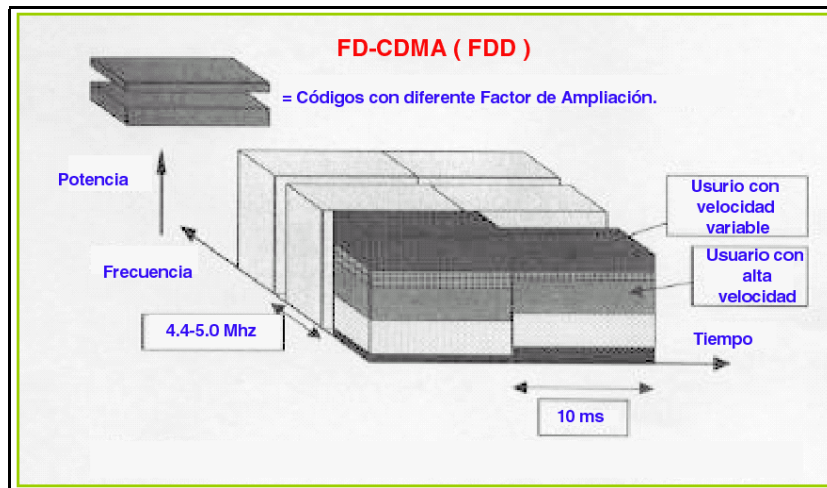 FD-CDMA ( FDD )
= Códigos con diferente Factor de Ampliación.
Potencia
Usurio con
velocidad
variable
Frecuencia
Usuario con
alta
velocidad
4.4-5.0 Mhz
Tiempo
10 ms